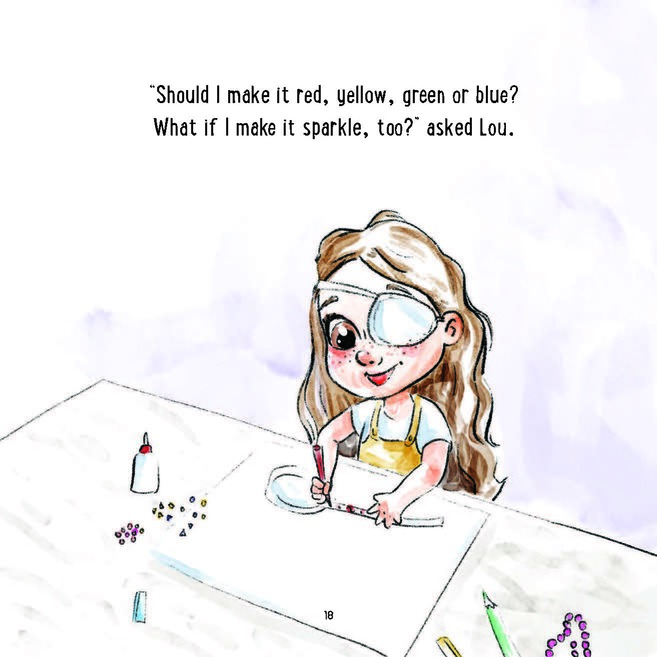 "Should I make it red, yellow, green or blue?
What if I make it sparkle, too?" asked Lou.
18